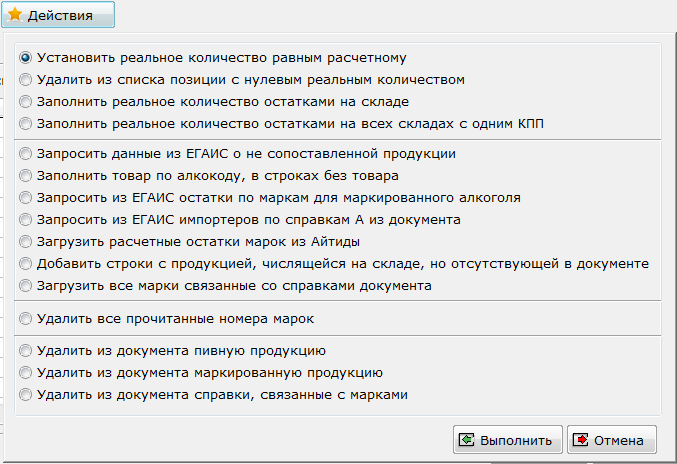 Действия
Установить реальное количество равным расчетному
Удалить из списка позиции с нулевым реальным количеством
Заполнить реальное количество остатками на складе
Заполнить реальное количество остатками на всех складах с одним КПП
Запросить данные из ЕГАИС о не сопоставленной продукции
Заполнить товар по алкокоду, в строках без товара
Запросить из ЕГАИС остатки по маркам для маркированного алкоголя
Запросить из ЕГАИС импортеров по справкам А из документа
Загрузить расчетные остатки марок из Айтиды
Добавить строки с продукцией, числящейся на складе, но отсутствующей в документе
Загрузить все марки связанные со справками документа
Удалить все прочитанные номера марок
Удалить из документа пивную продукцию
Удалить из документа маркированную продукцию
Удалить из документа справки, связанные с марками
Выполнить Отмена